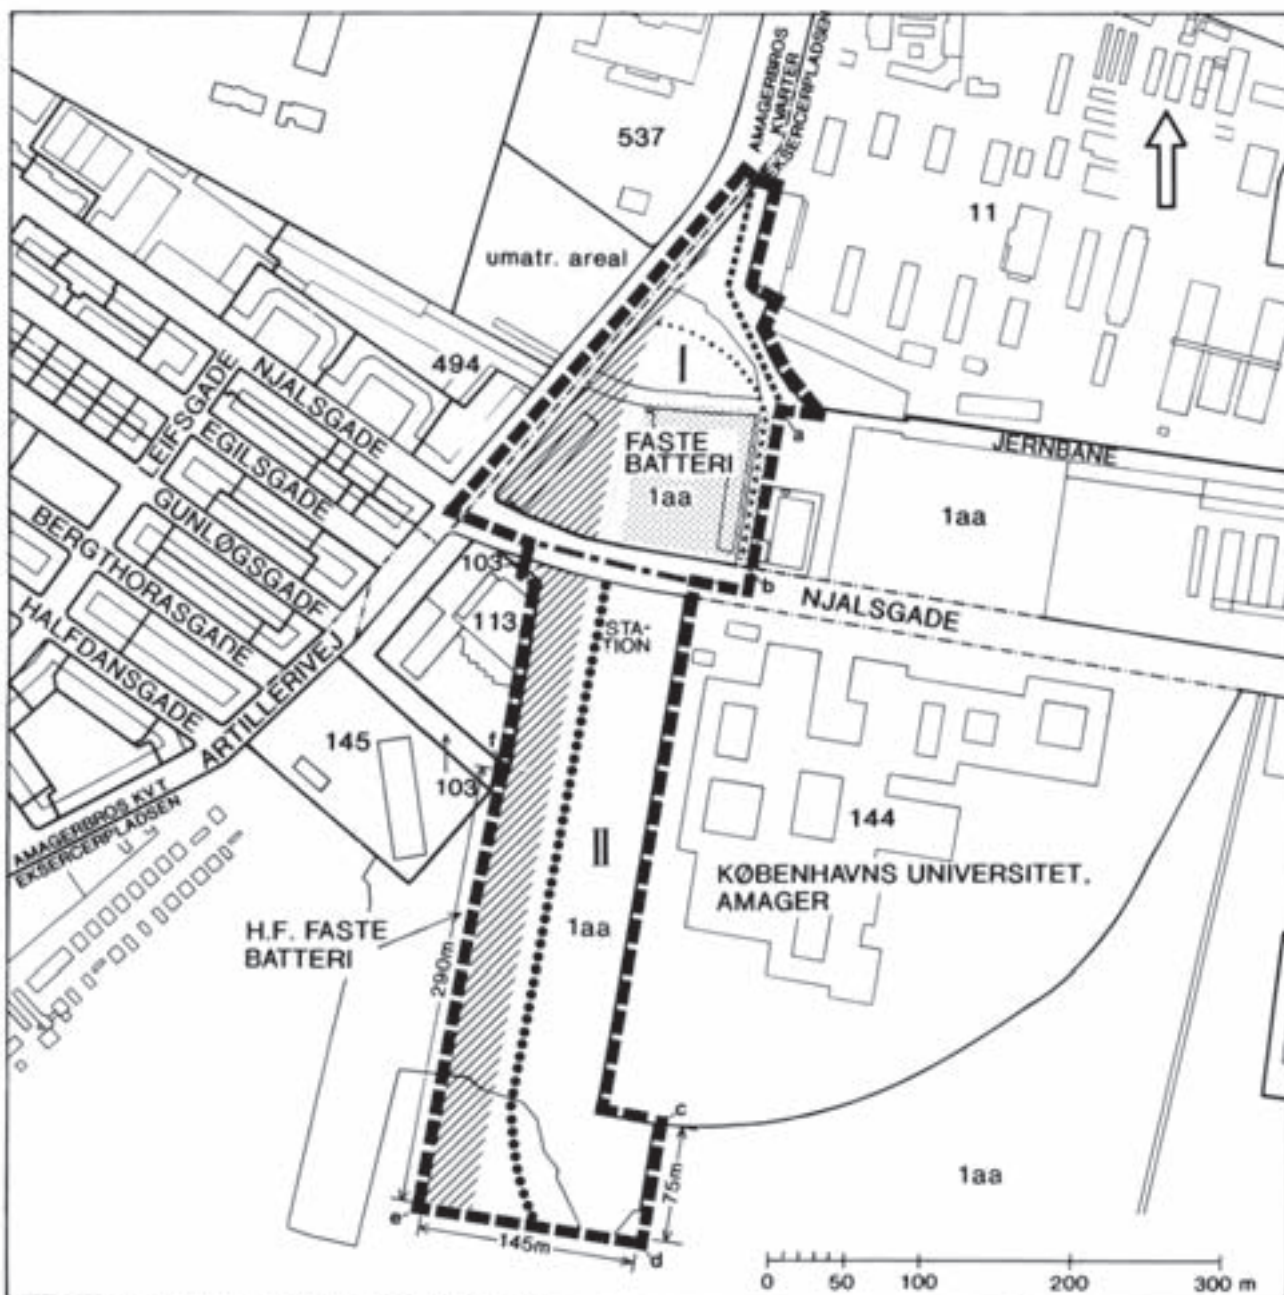 AMAGERBROS
KVARTER
EKSERCERPLADSEN
537
11
umatr. areal
494
NJALSGADE
LEIFSGADE
EGILSGADE
GUNLØGSGADE
BERGTHORASGADE
HALFDANSGADE
ARTILLERIVEJ
I
FASTE
BATTERI
1aa
a
JERNBANE
1aa
103
113
b
NJALSGADE
STA-
TION
145
f
103
144
KØBENHAVNS UNIVERSITET.
AMAGER
AMAGERBROS KVT.
EKSERCERPLADSEN
II
1aa
H.F. FASTE
BATTERI
290m
c
75m
1aa
e
145m
d
0 50 100 200 300 m